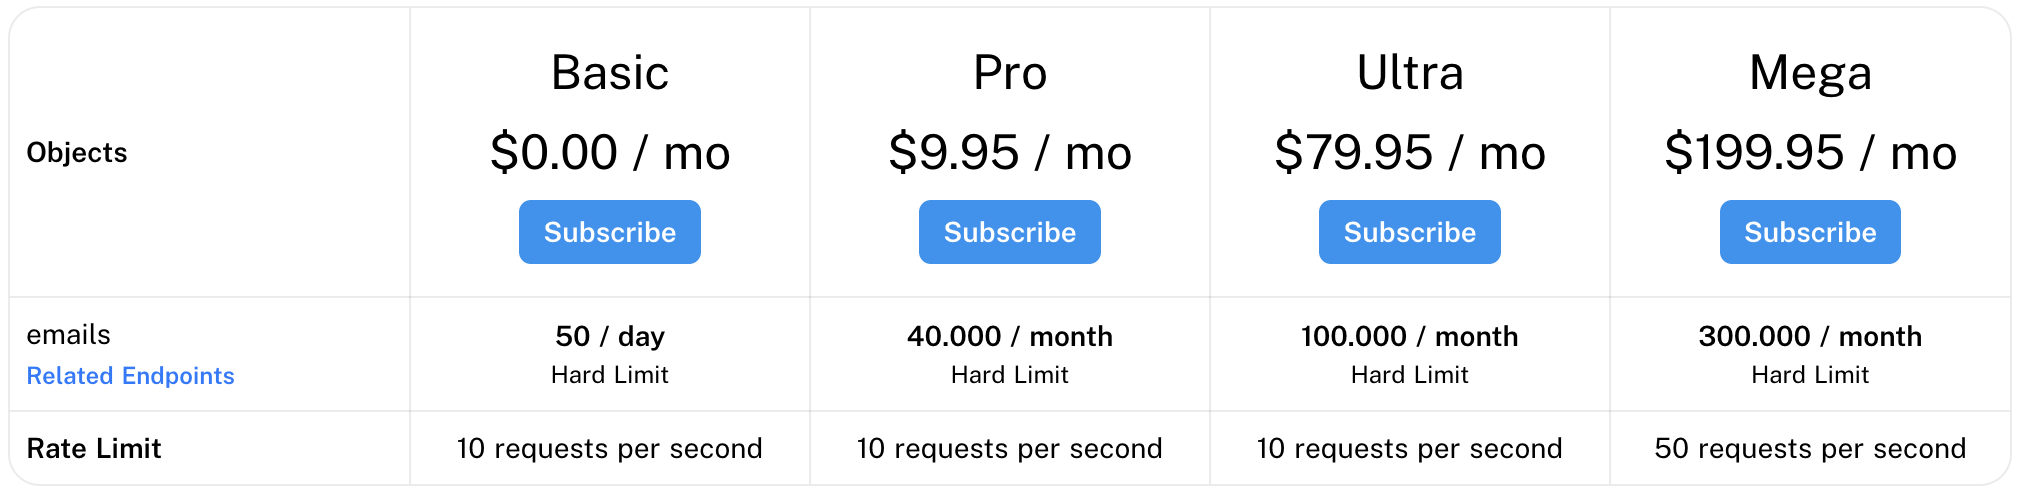 Objects
Basic
$0.00 / mo
Subscribe
Pro
$9.95 / mo
Subscribe
Ultra
$79.95 / mo
Subscribe
Mega
$199.95 / mo
Subscribe
emails
Related Endpoints
50 / day
Hard Limit
40.000 / month
Hard Limit
100.000 / month
Hard Limit
300.000 / month
Hard Limit
Rate Limit
10 requests per second
10 requests per second
10 requests per second
50 requests per second